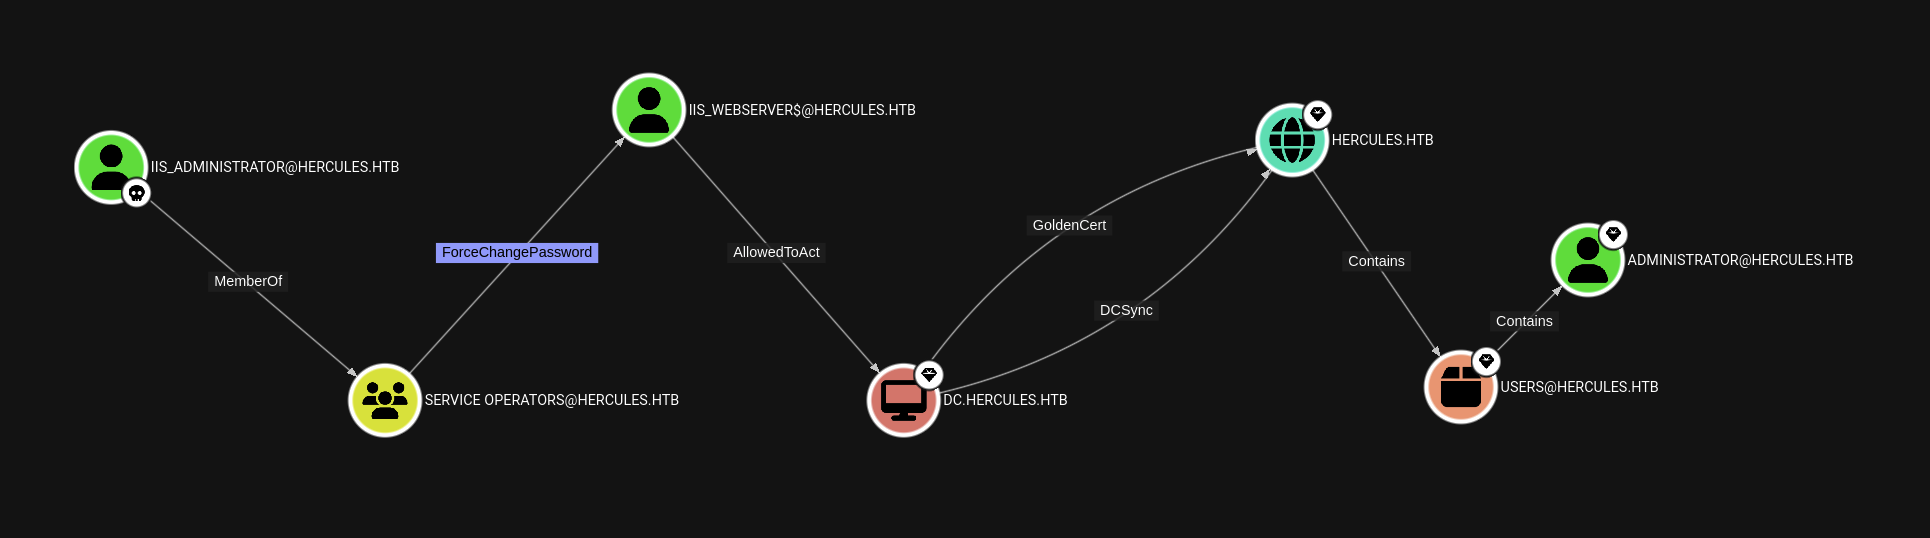 IIS_ADMINISTRATOR@HERCULES.HTB
MemberOf
SERVICE OPERATORS@HERCULES.HTB
ForceChangePassword
IIS_WEBSERVER$@HERCULES.HTB
AllowedToAct
DC.HERCULES.HTB
GoldenCert
DCSync
HERCULES.HTB
Contains
USERS@HERCULES.HTB
Contains
ADMINISTRATOR@HERCULES.HTB